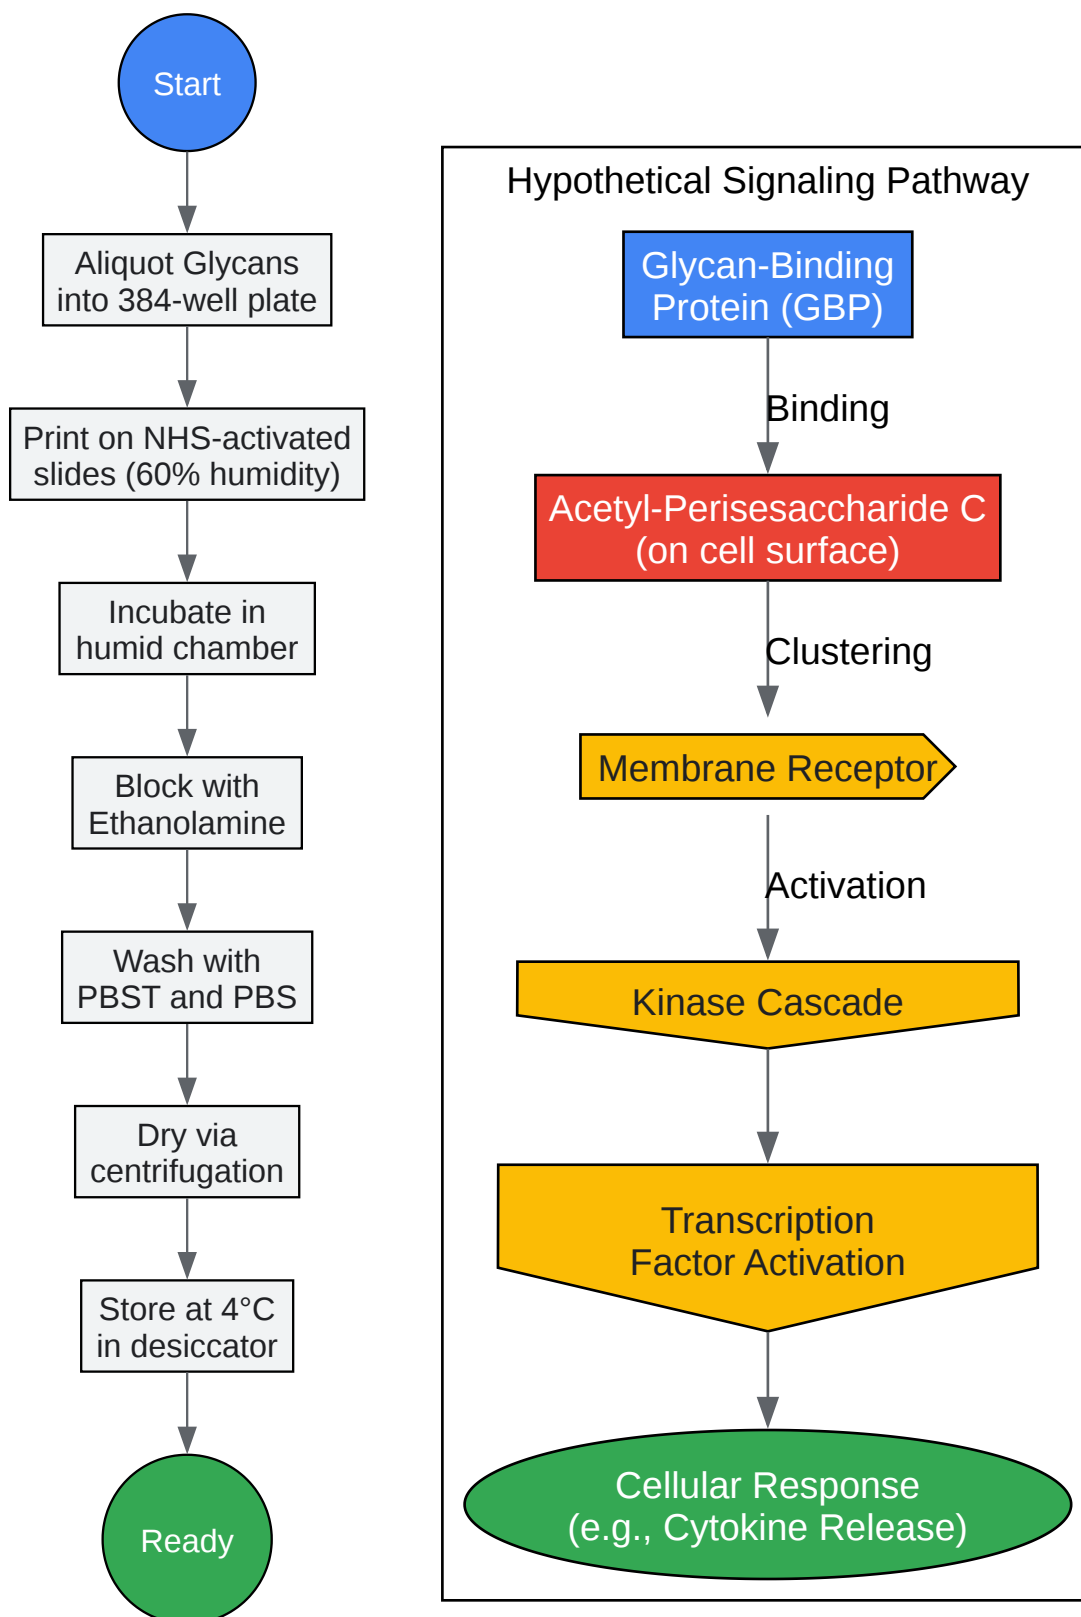 Start
Aliquot Glycans
into 384-well plate
Print on NHS-activated
slides (60% humidity)
Incubate in
humid chamber
Block with
Ethanolamine
Wash with
PBST and PBS
Dry via
centrifugation
Store at 4°C
in desiccator
Ready
Hypothetical Signaling Pathway
Glycan-Binding
Protein (GBP)
Binding
Acetyl-Perisesaccharide C
(on cell surface)
Clustering
Membrane Receptor
Activation
Kinase Cascade
Transcription
Factor Activation
Cellular Response
(e.g., Cytokine Release)